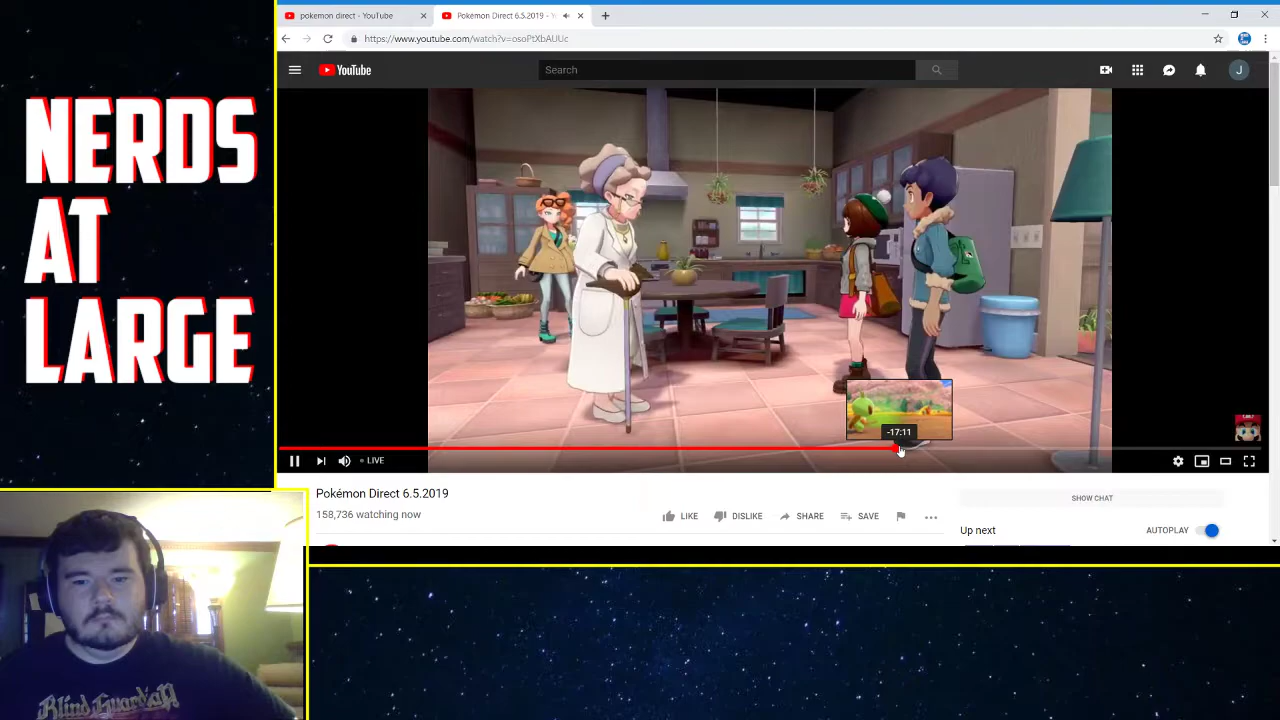 pokemon direct - YouTube
Pokémon Direct 6.5.2019 - Y
https://www.youtube.com/watch?v=osoPtXbAUUc
YouTube
Search
J
NERDS
AT
LARGE
-17:11
LIVE
Pokémon Direct 6.5.2019
158,736 watching now
LIKE
DISLIKE
SHARE
SAVE
SHOW CHAT
Up next
AUTOPLAY
Blind Guardian